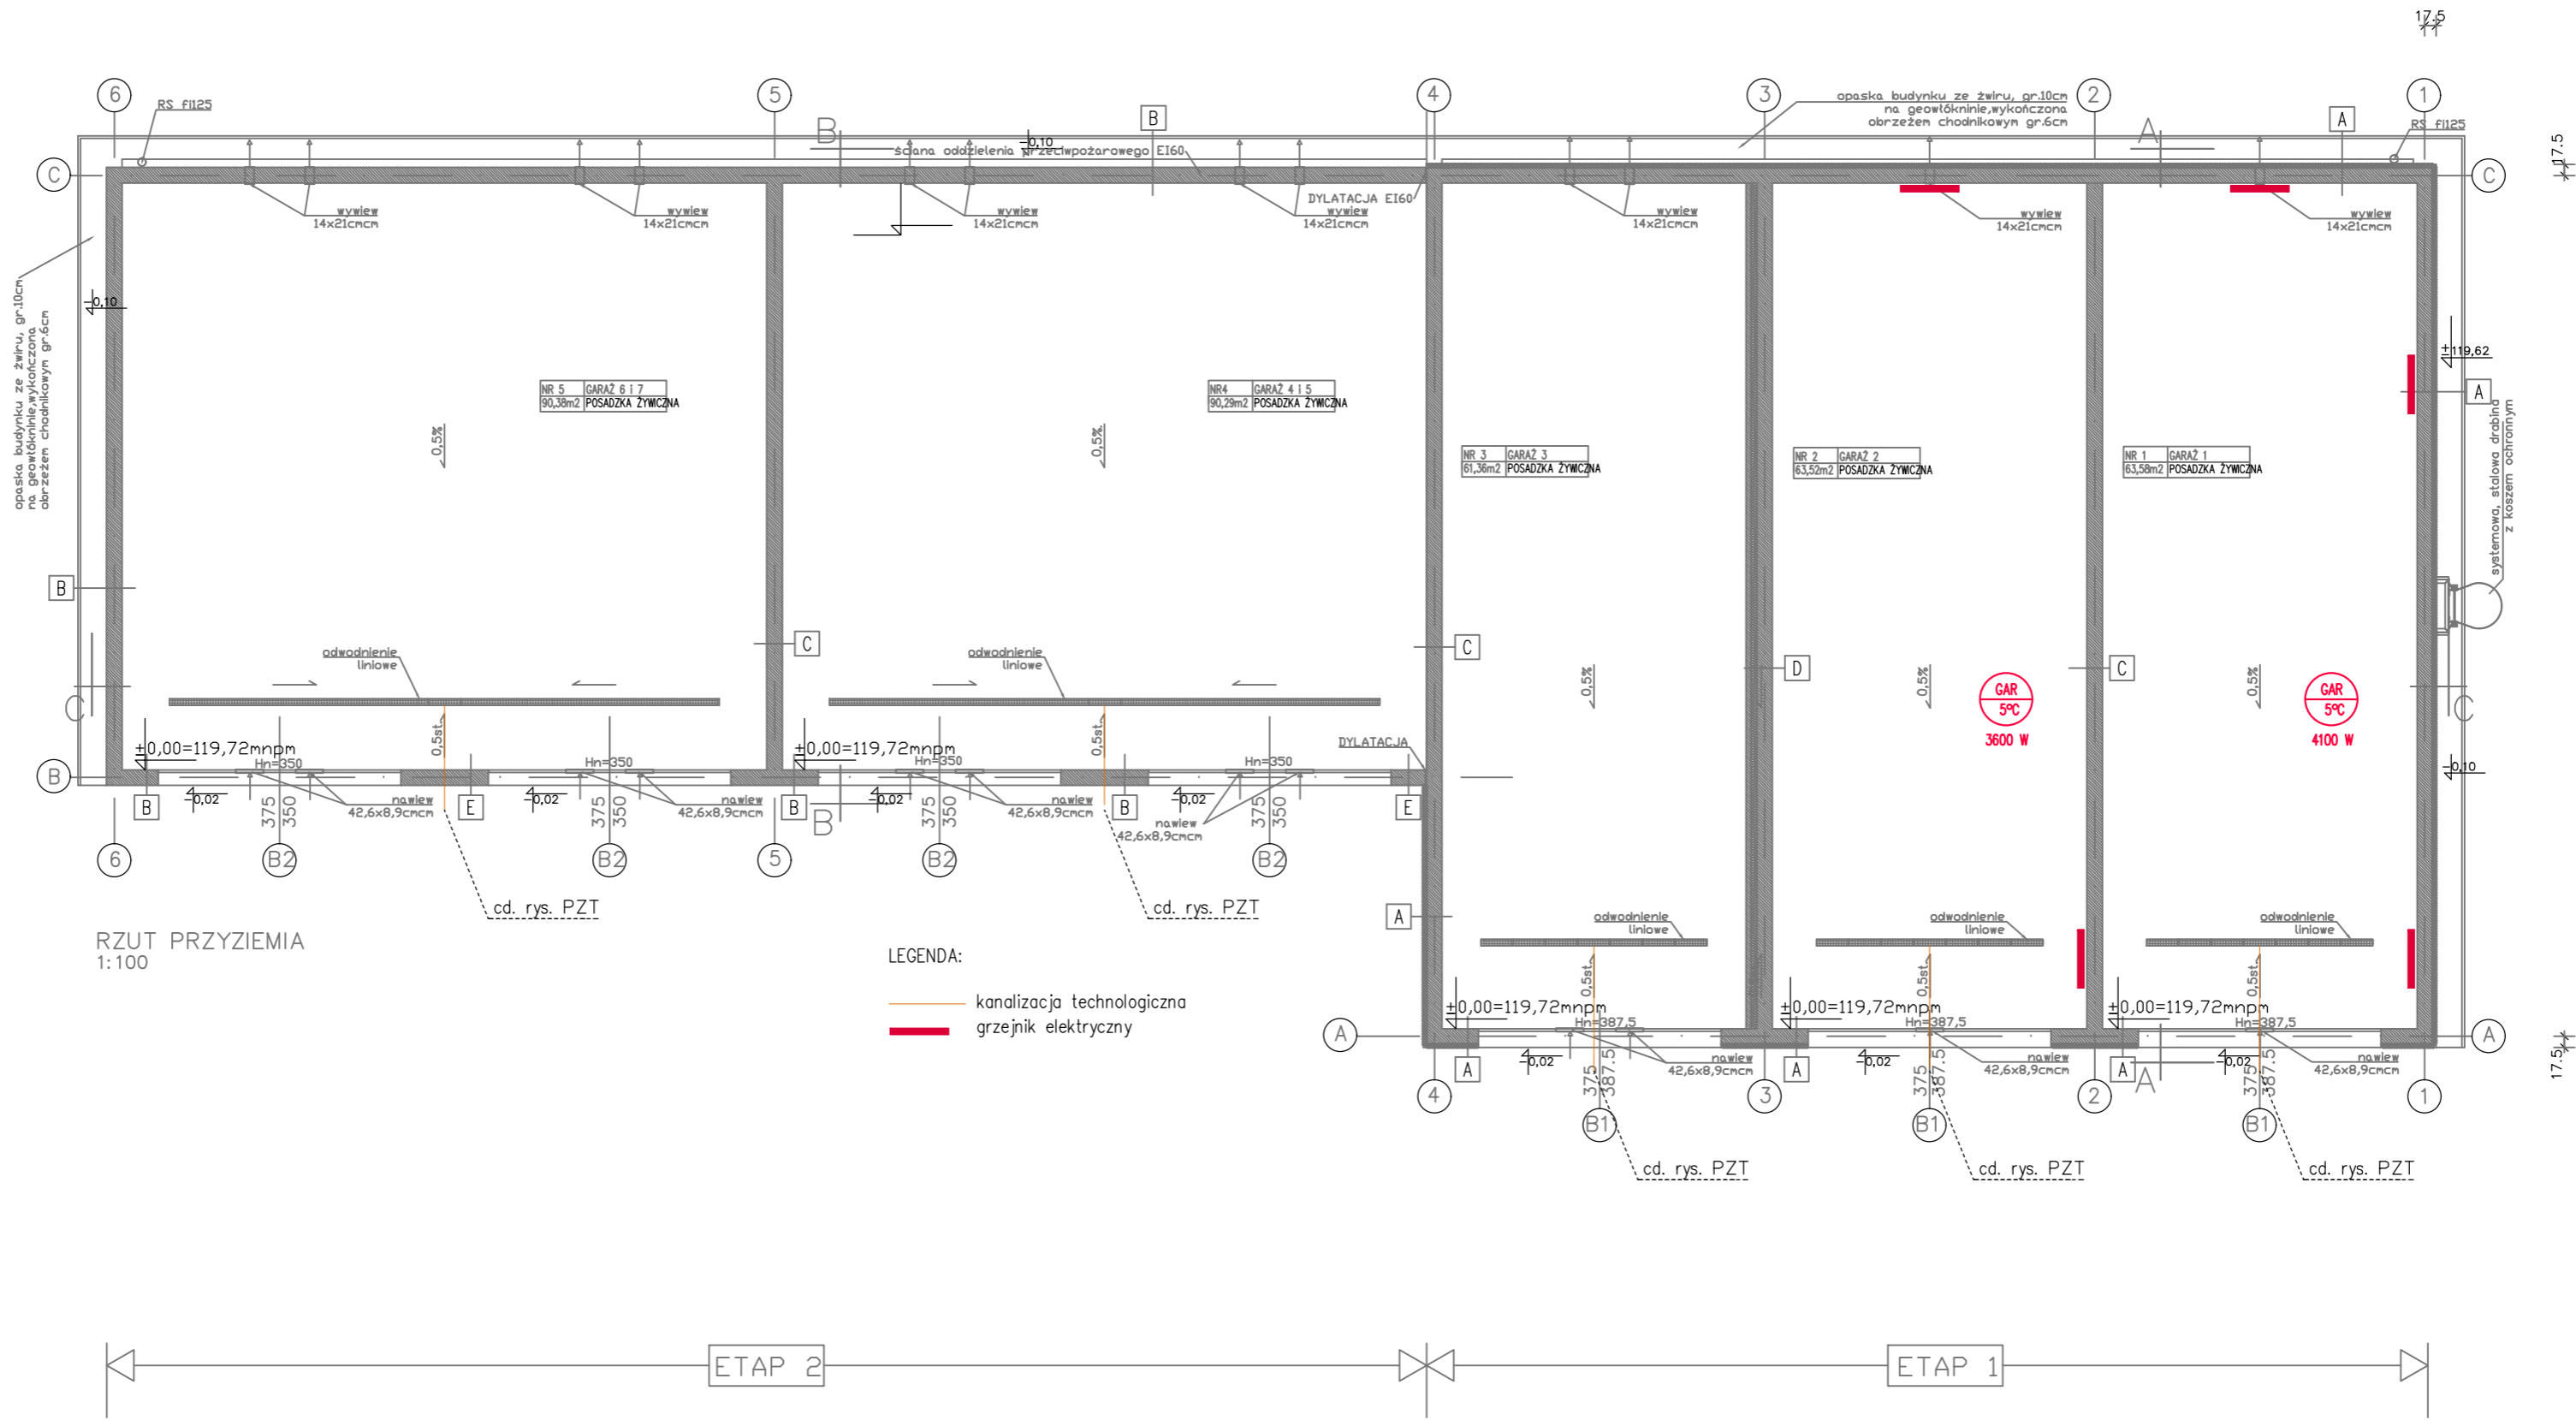 17.5
6
5
4
3
2
1
RS fi125
opaska budynku ze żwiru, gr.10cm
na geowłókninie,wykończona
obrzeżem chodnikowym gr.6cm
B
B
A
A
RS fi125
17.5
-0,10
ściana oddzielenia przeciwpożarowego EI60
C
C
DYLATACJA EI60
wywiew
14x21cmcm
wywiew
14x21cmcm
wywiew
14x21cmcm
wywiew
14x21cmcm
wywiew
14x21cmcm
wywiew
14x21cmcm
wywiew
14x21cmcm
opaska budynku ze żwiru, gr.10cm
na geowłókninie,wykończona
obrzeżem chodnikowym gr.6cm
-0,10
±119,62
A
systemowa, stalowa drabina
z koszem ochronnym
NR 5 GARAŻ 6 i 7
90,38m2 POSADZKA ŻYWICZNA
NR4 GARAŻ 4 i 5
90,29m2 POSADZKA ŻYWICZNA
NR 3 GARAŻ 3
61,36m2 POSADZKA ŻYWICZNA
NR 2 GARAŻ 2
63,52m2 POSADZKA ŻYWICZNA
NR 1 GARAŻ 1
63,58m2 POSADZKA ŻYWICZNA
0,5%
0,5%
0,5%
0,5%
0,5%
B
C
C
D
C
GAR
5°C
3600 W
GAR
5°C
4100 W
C
C
odwodnienie
liniowe
odwodnienie
liniowe
0,5st.
0,5st.
DYLATACJA
±0,00=119,72mnpm
±0,00=119,72mnpm
Hn=350
Hn=350
Hn=350
Hn=350
B
B
-0,10
B
-0,02
E
-0,02
B
B
-0,02
B
-0,02
E
375
350
375
350
375
350
375
350
nawiew
42,6x8,9cmcm
nawiew
42,6x8,9cmcm
nawiew
42,6x8,9cmcm
nawiew
42,6x8,9cmcm
6
B2
B2
5
B2
B2
cd. rys. PZT
cd. rys. PZT
RZUT PRZYZIEMIA
1:100
LEGENDA:
kanalizacja technologiczna
grzejnik elektryczny
A
odwodnienie
liniowe
odwodnienie
liniowe
odwodnienie
liniowe
0,5st.
0,5st.
0,5st.
±0,00=119,72mnpm
±0,00=119,72mnpm
±0,00=119,72mnpm
Hn=387,5
Hn=387,5
Hn=387,5
A
A
17.5
A
-0,02
A
-0,02
A
A
-0,02
375
387.5
375
387.5
375
387.5
nawiew
42,6x8,9cmcm
nawiew
42,6x8,9cmcm
nawiew
42,6x8,9cmcm
4
B1
3
B1
2
B1
1
cd. rys. PZT
cd. rys. PZT
cd. rys. PZT
ETAP 2
ETAP 1